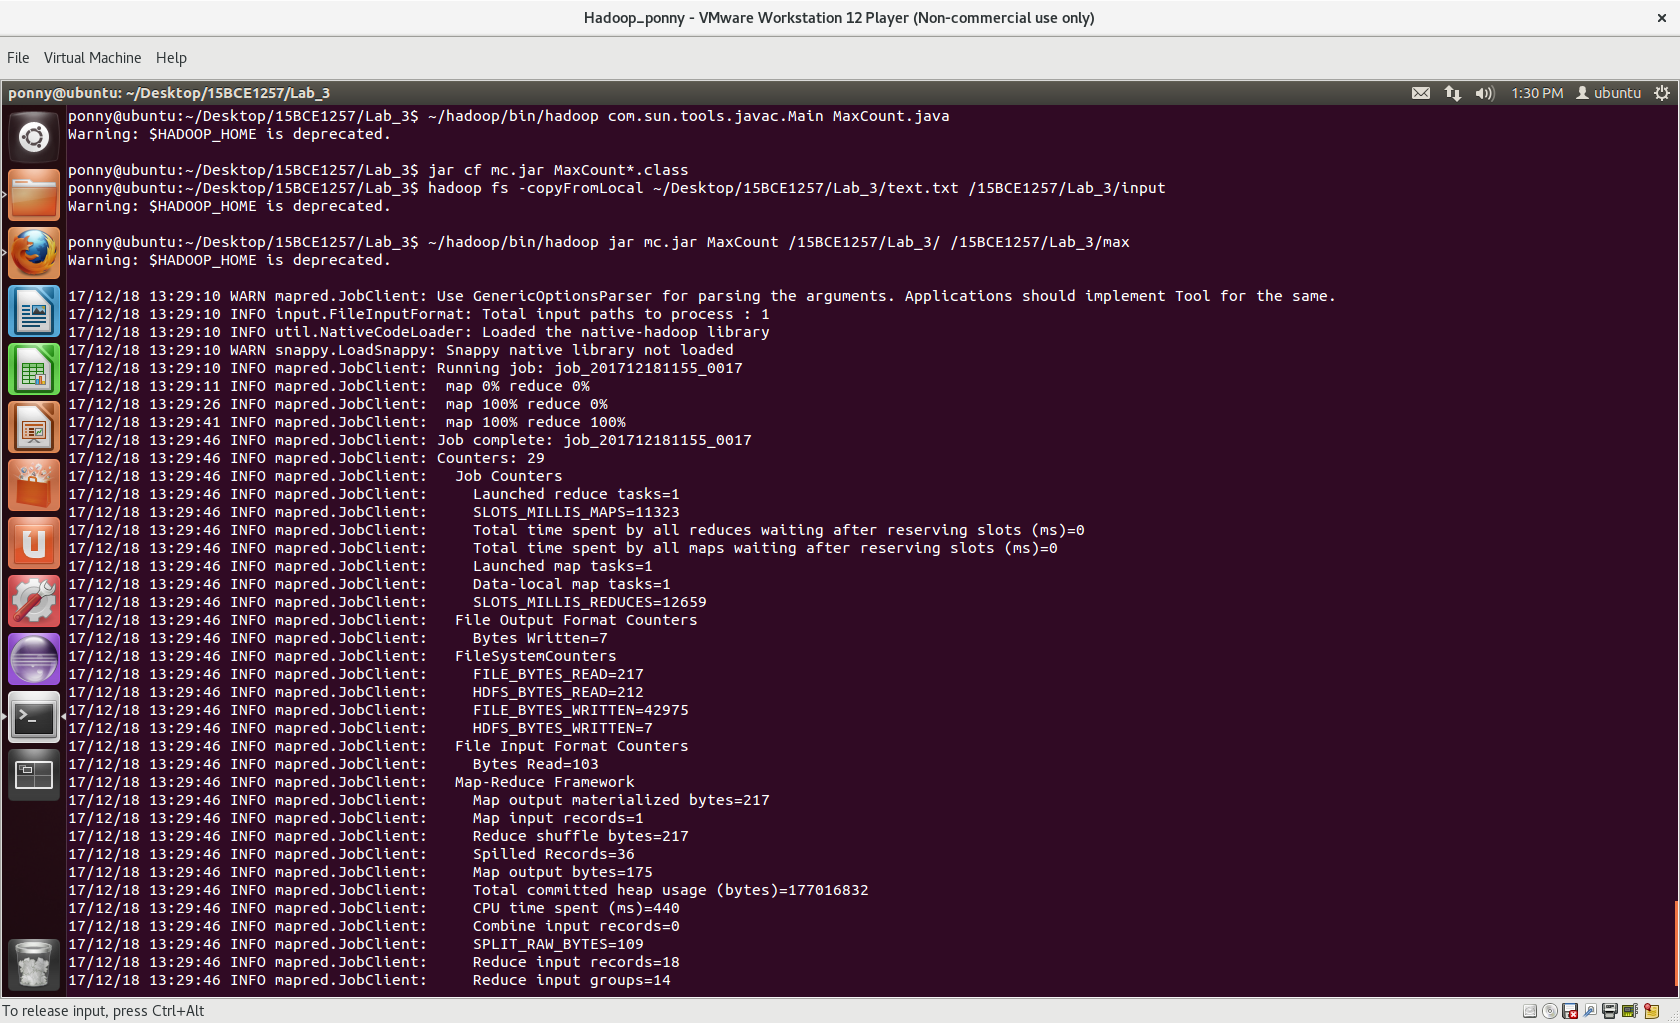 Hadoop_ponny - VMware Workstation 12 Player (Non-commercial use only)
File Virtual Machine Help
ponny@ubuntu: ~/Desktop/15BCE1257/Lab_3
1:30 PM ubuntu
ponny@ubuntu:~/Desktop/15BCE1257/Lab_3$ ~/hadoop/bin/hadoop com.sun.tools.javac.Main MaxCount.java
Warning: $HADOOP_HOME is deprecated.
ponny@ubuntu:~/Desktop/15BCE1257/Lab_3$ jar cf mc.jar MaxCount*.class
ponny@ubuntu:~/Desktop/15BCE1257/Lab_3$ hadoop fs -copyFromLocal ~/Desktop/15BCE1257/Lab_3/text.txt /15BCE1257/Lab_3/input
Warning: $HADOOP_HOME is deprecated.
ponny@ubuntu:~/Desktop/15BCE1257/Lab_3$ ~/hadoop/bin/hadoop jar mc.jar MaxCount /15BCE1257/Lab_3/ /15BCE1257/Lab_3/max
Warning: $HADOOP_HOME is deprecated.
17/12/18 13:29:10 WARN mapred.JobClient: Use GenericOptionsParser for parsing the arguments. Applications should implement Tool for the same.
17/12/18 13:29:10 INFO input.FileInputFormat: Total input paths to process : 1
17/12/18 13:29:10 INFO util.NativeCodeLoader: Loaded the native-hadoop library
17/12/18 13:29:10 WARN snappy.LoadSnappy: Snappy native library not loaded
17/12/18 13:29:10 INFO mapred.JobClient: Running job: job_201712181155_0017
17/12/18 13:29:11 INFO mapred.JobClient:  map 0% reduce 0%
17/12/18 13:29:26 INFO mapred.JobClient:  map 100% reduce 0%
17/12/18 13:29:41 INFO mapred.JobClient:  map 100% reduce 100%
17/12/18 13:29:46 INFO mapred.JobClient: Job complete: job_201712181155_0017
17/12/18 13:29:46 INFO mapred.JobClient: Counters: 29
17/12/18 13:29:46 INFO mapred.JobClient:   Job Counters
17/12/18 13:29:46 INFO mapred.JobClient:     Launched reduce tasks=1
17/12/18 13:29:46 INFO mapred.JobClient:     SLOTS_MILLIS_MAPS=11323
17/12/18 13:29:46 INFO mapred.JobClient:     Total time spent by all reduces waiting after reserving slots (ms)=0
17/12/18 13:29:46 INFO mapred.JobClient:     Total time spent by all maps waiting after reserving slots (ms)=0
17/12/18 13:29:46 INFO mapred.JobClient:     Launched map tasks=1
17/12/18 13:29:46 INFO mapred.JobClient:     Data-local map tasks=1
17/12/18 13:29:46 INFO mapred.JobClient:     SLOTS_MILLIS_REDUCES=12659
17/12/18 13:29:46 INFO mapred.JobClient:   File Output Format Counters
17/12/18 13:29:46 INFO mapred.JobClient:     Bytes Written=7
17/12/18 13:29:46 INFO mapred.JobClient:   FileSystemCounters
17/12/18 13:29:46 INFO mapred.JobClient:     FILE_BYTES_READ=217
17/12/18 13:29:46 INFO mapred.JobClient:     HDFS_BYTES_READ=212
17/12/18 13:29:46 INFO mapred.JobClient:     FILE_BYTES_WRITTEN=42975
17/12/18 13:29:46 INFO mapred.JobClient:     HDFS_BYTES_WRITTEN=7
17/12/18 13:29:46 INFO mapred.JobClient:   File Input Format Counters
17/12/18 13:29:46 INFO mapred.JobClient:     Bytes Read=103
17/12/18 13:29:46 INFO mapred.JobClient:   Map-Reduce Framework
17/12/18 13:29:46 INFO mapred.JobClient:     Map output materialized bytes=217
17/12/18 13:29:46 INFO mapred.JobClient:     Map input records=1
17/12/18 13:29:46 INFO mapred.JobClient:     Reduce shuffle bytes=217
17/12/18 13:29:46 INFO mapred.JobClient:     Spilled Records=36
17/12/18 13:29:46 INFO mapred.JobClient:     Map output bytes=175
17/12/18 13:29:46 INFO mapred.JobClient:     Total committed heap usage (bytes)=177016832
17/12/18 13:29:46 INFO mapred.JobClient:     CPU time spent (ms)=440
17/12/18 13:29:46 INFO mapred.JobClient:     Combine input records=0
17/12/18 13:29:46 INFO mapred.JobClient:     SPLIT_RAW_BYTES=109
17/12/18 13:29:46 INFO mapred.JobClient:     Reduce input records=18
17/12/18 13:29:46 INFO mapred.JobClient:     Reduce input groups=14
To release input, press Ctrl+Alt